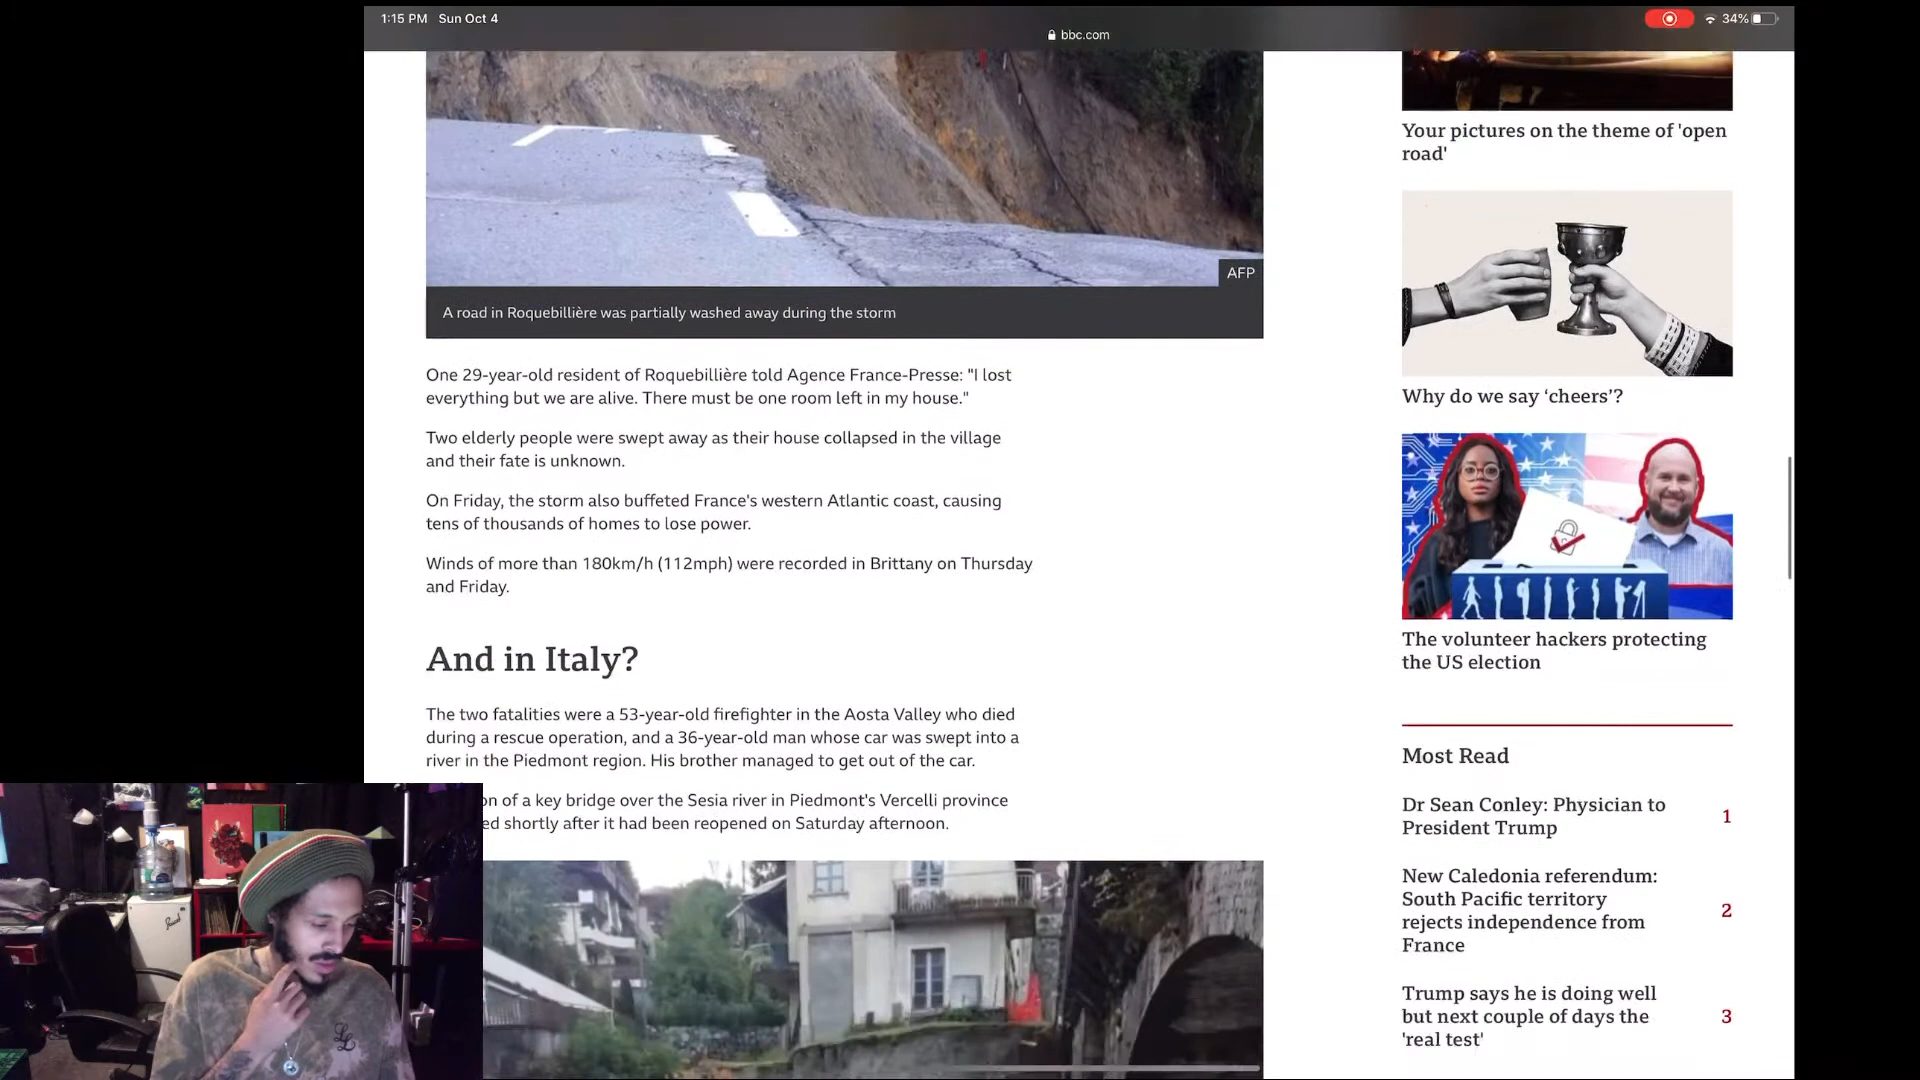 1:15 PM Sun Oct 4
34%
bbc.com
AFP
A road in Roquebillière was partially washed away during the storm
One 29-year-old resident of Roquebillière told Agence France-Presse: "I lost
everything but we are alive. There must be one room left in my house."
Two elderly people were swept away as their house collapsed in the village
and their fate is unknown.
On Friday, the storm also buffeted France's western Atlantic coast, causing
tens of thousands of homes to lose power.
Winds of more than 180km/h (112mph) were recorded in Brittany on Thursday
and Friday.
And in Italy?
The two fatalities were a 53-year-old firefighter in the Aosta Valley who died
during a rescue operation, and a 36-year-old man whose car was swept into a
river in the Piedmont region. His brother managed to get out of the car.
on of a key bridge over the Sesia river in Piedmont's Vercelli province
ed shortly after it had been reopened on Saturday afternoon.
Your pictures on the theme of 'open
road'
Why do we say ‘cheers’?
The volunteer hackers protecting
the US election
Most Read
Dr Sean Conley: Physician to
President Trump
1
New Caledonia referendum:
South Pacific territory
rejects independence from
France
2
Trump says he is doing well
but next couple of days the
'real test'
3